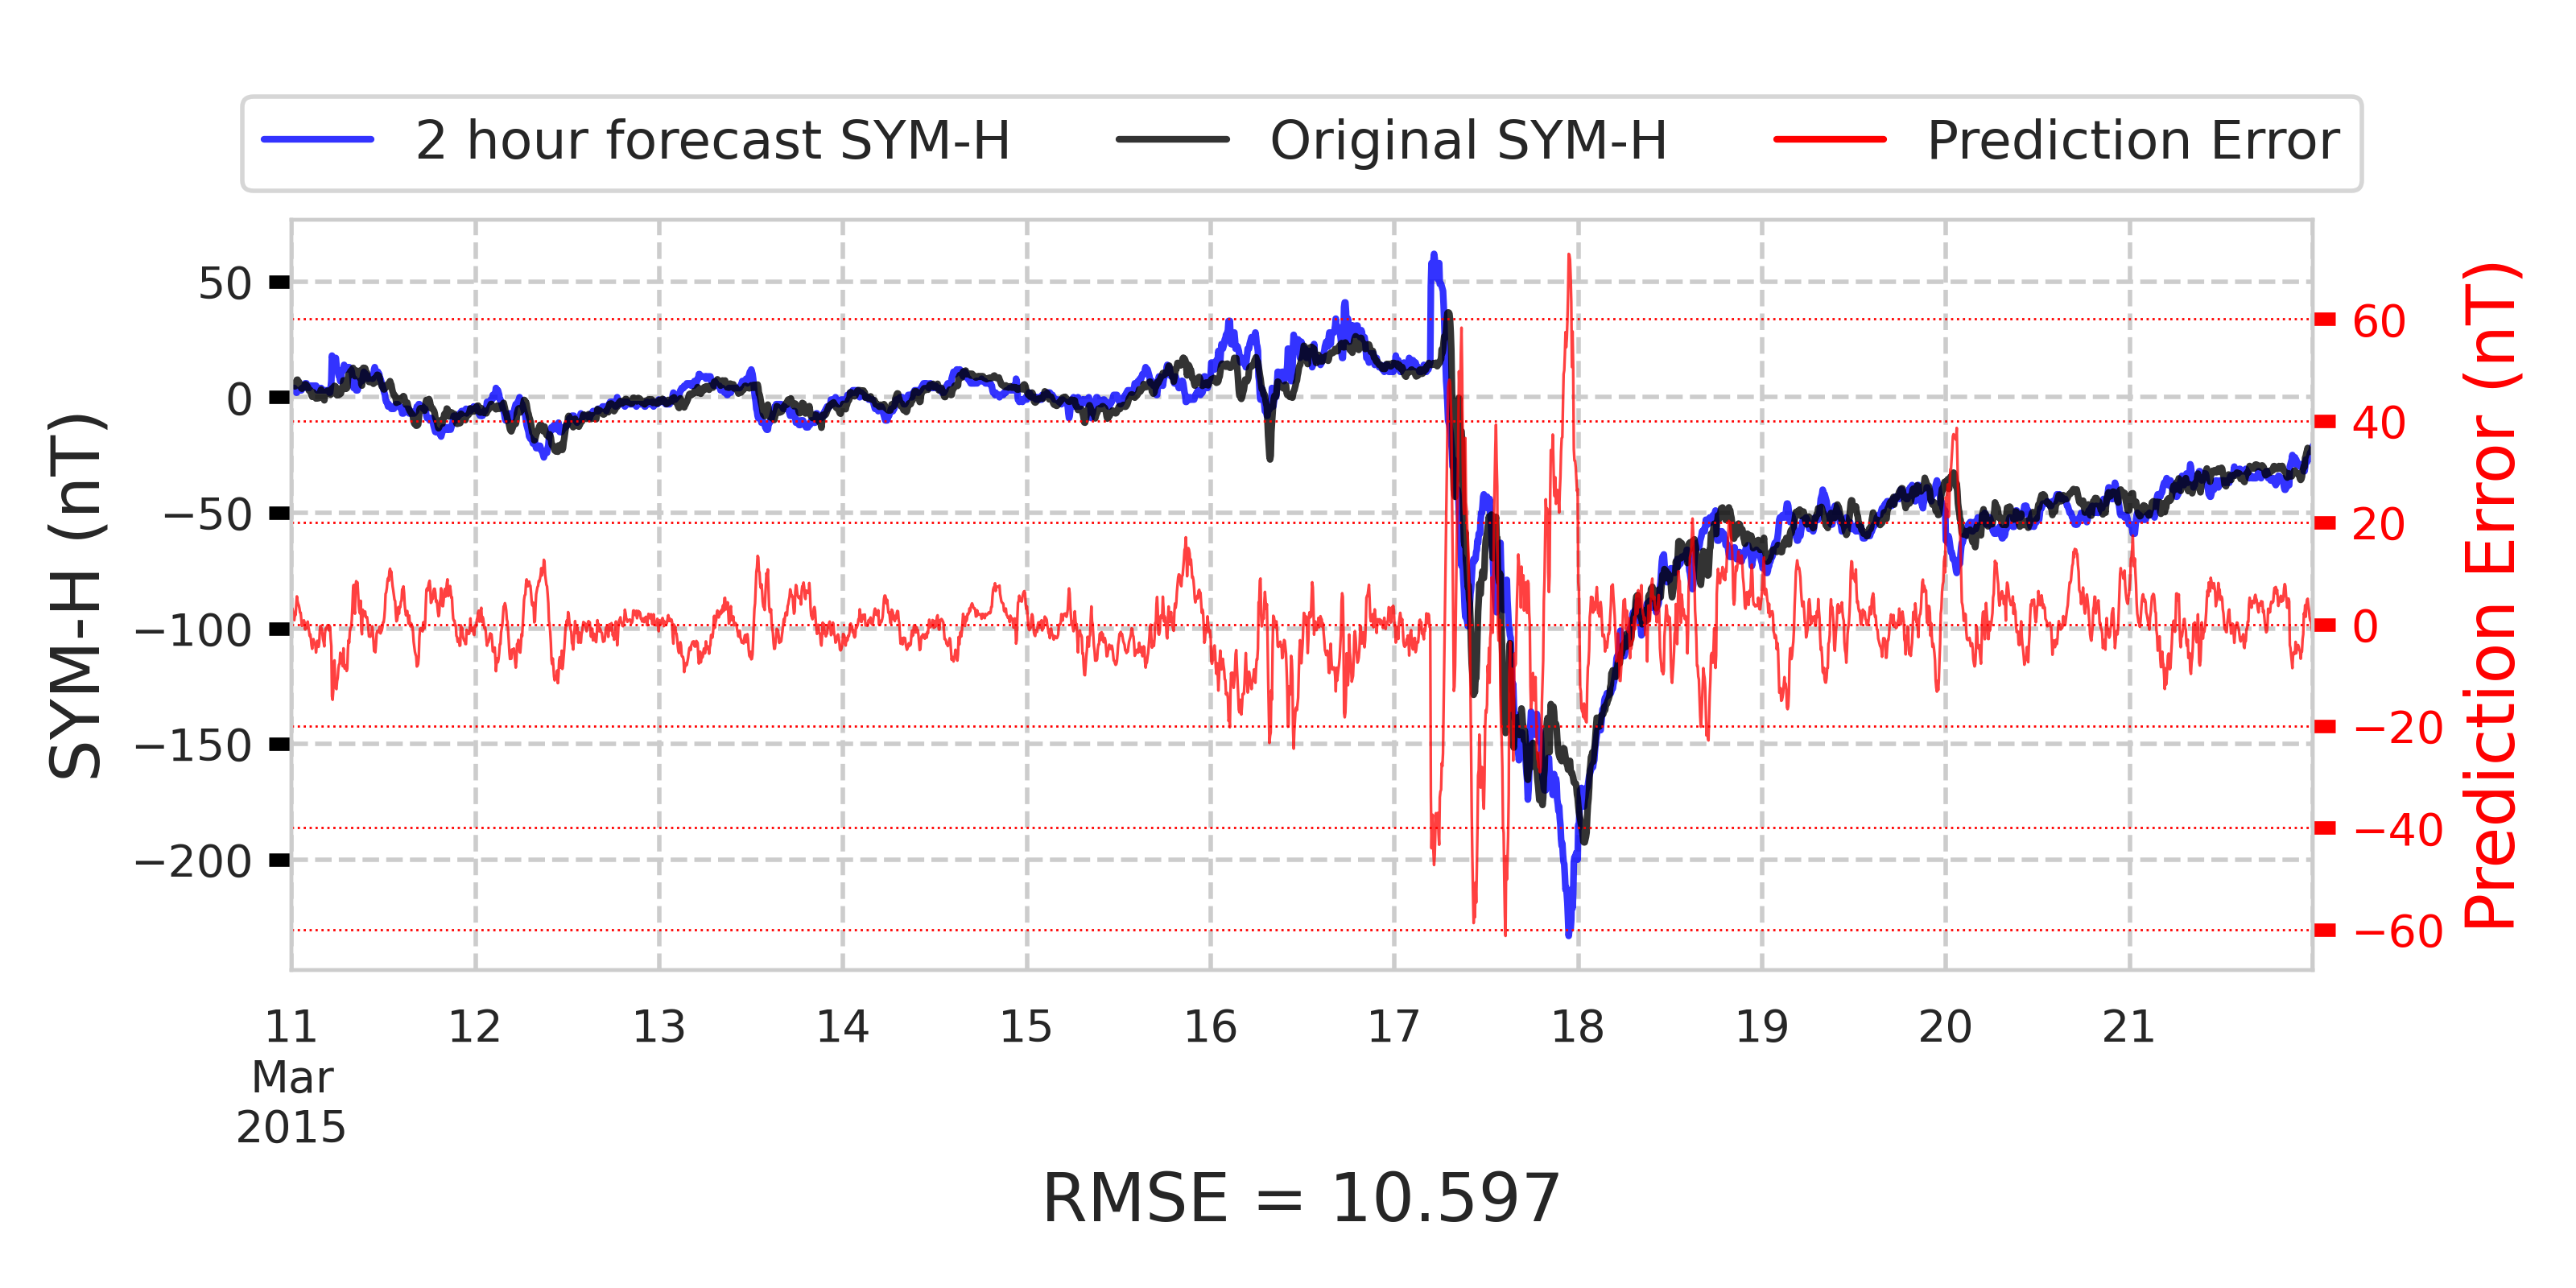 2 hour forecast SYM-H Original SYM-H Prediction Error
SYM-H (nT)
50
0
−50
−100
−150
−200
60
40
20
0
−20
−40
−60
Prediction Error (nT)
11 12 13 14 15 16 17 18 19 20 21
Mar
2015
RMSE = 10.597